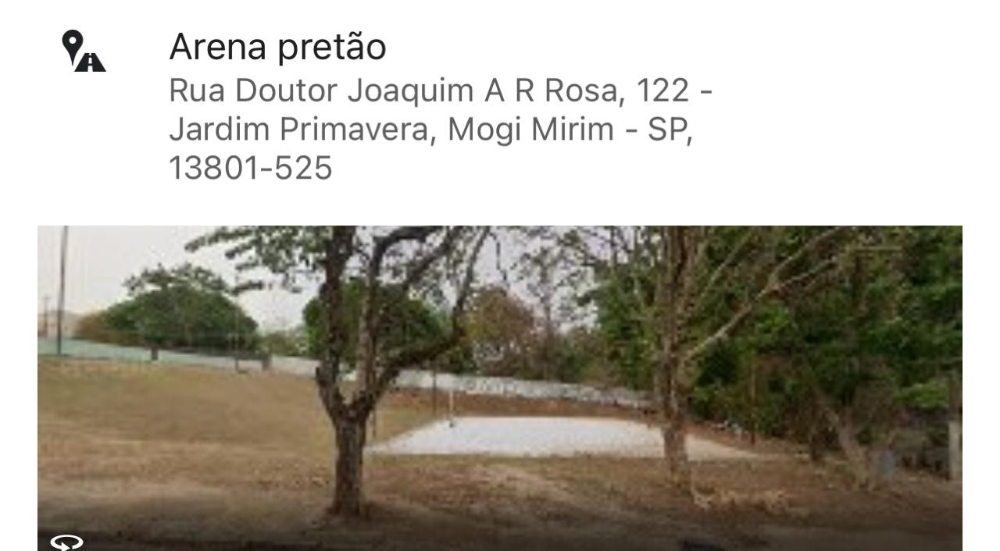 Arena pretão
Rua Doutor Joaquim A R Rosa, 122 -
Jardim Primavera, Mogi Mirim - SP,
13801-525